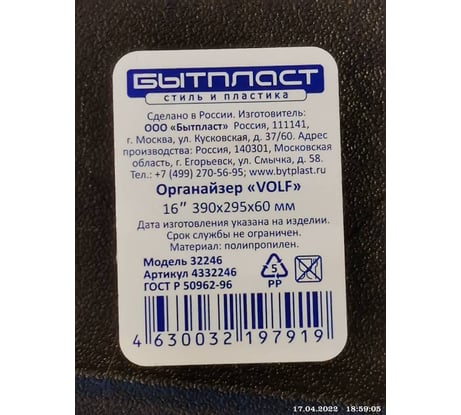 БЫТПЛАСТ
СТИЛЬ И ПЛАСТИКА
Сделано в России. Изготовитель:
ООО «Бытпласт» Россия, 111141,
г. Москва, ул. Кусковская, д. 37/60. Адрес
производства: Россия, 140301, Московская
область, г. Егорьевск, ул. Смычка, д. 58.
Тел.: +7 (499) 270-56-95; www.bytplast.ru
Органайзер «VOLF»
16″ 390х295х60 мм
Дата изготовления указана на изделии.
Срок службы не ограничен.
Материал: полипропилен.
Модель 32246
Артикул 4332246
ГОСТ Р 50962-96
5
PP
4 630032 197919
17.04.2022 · 18:59:05